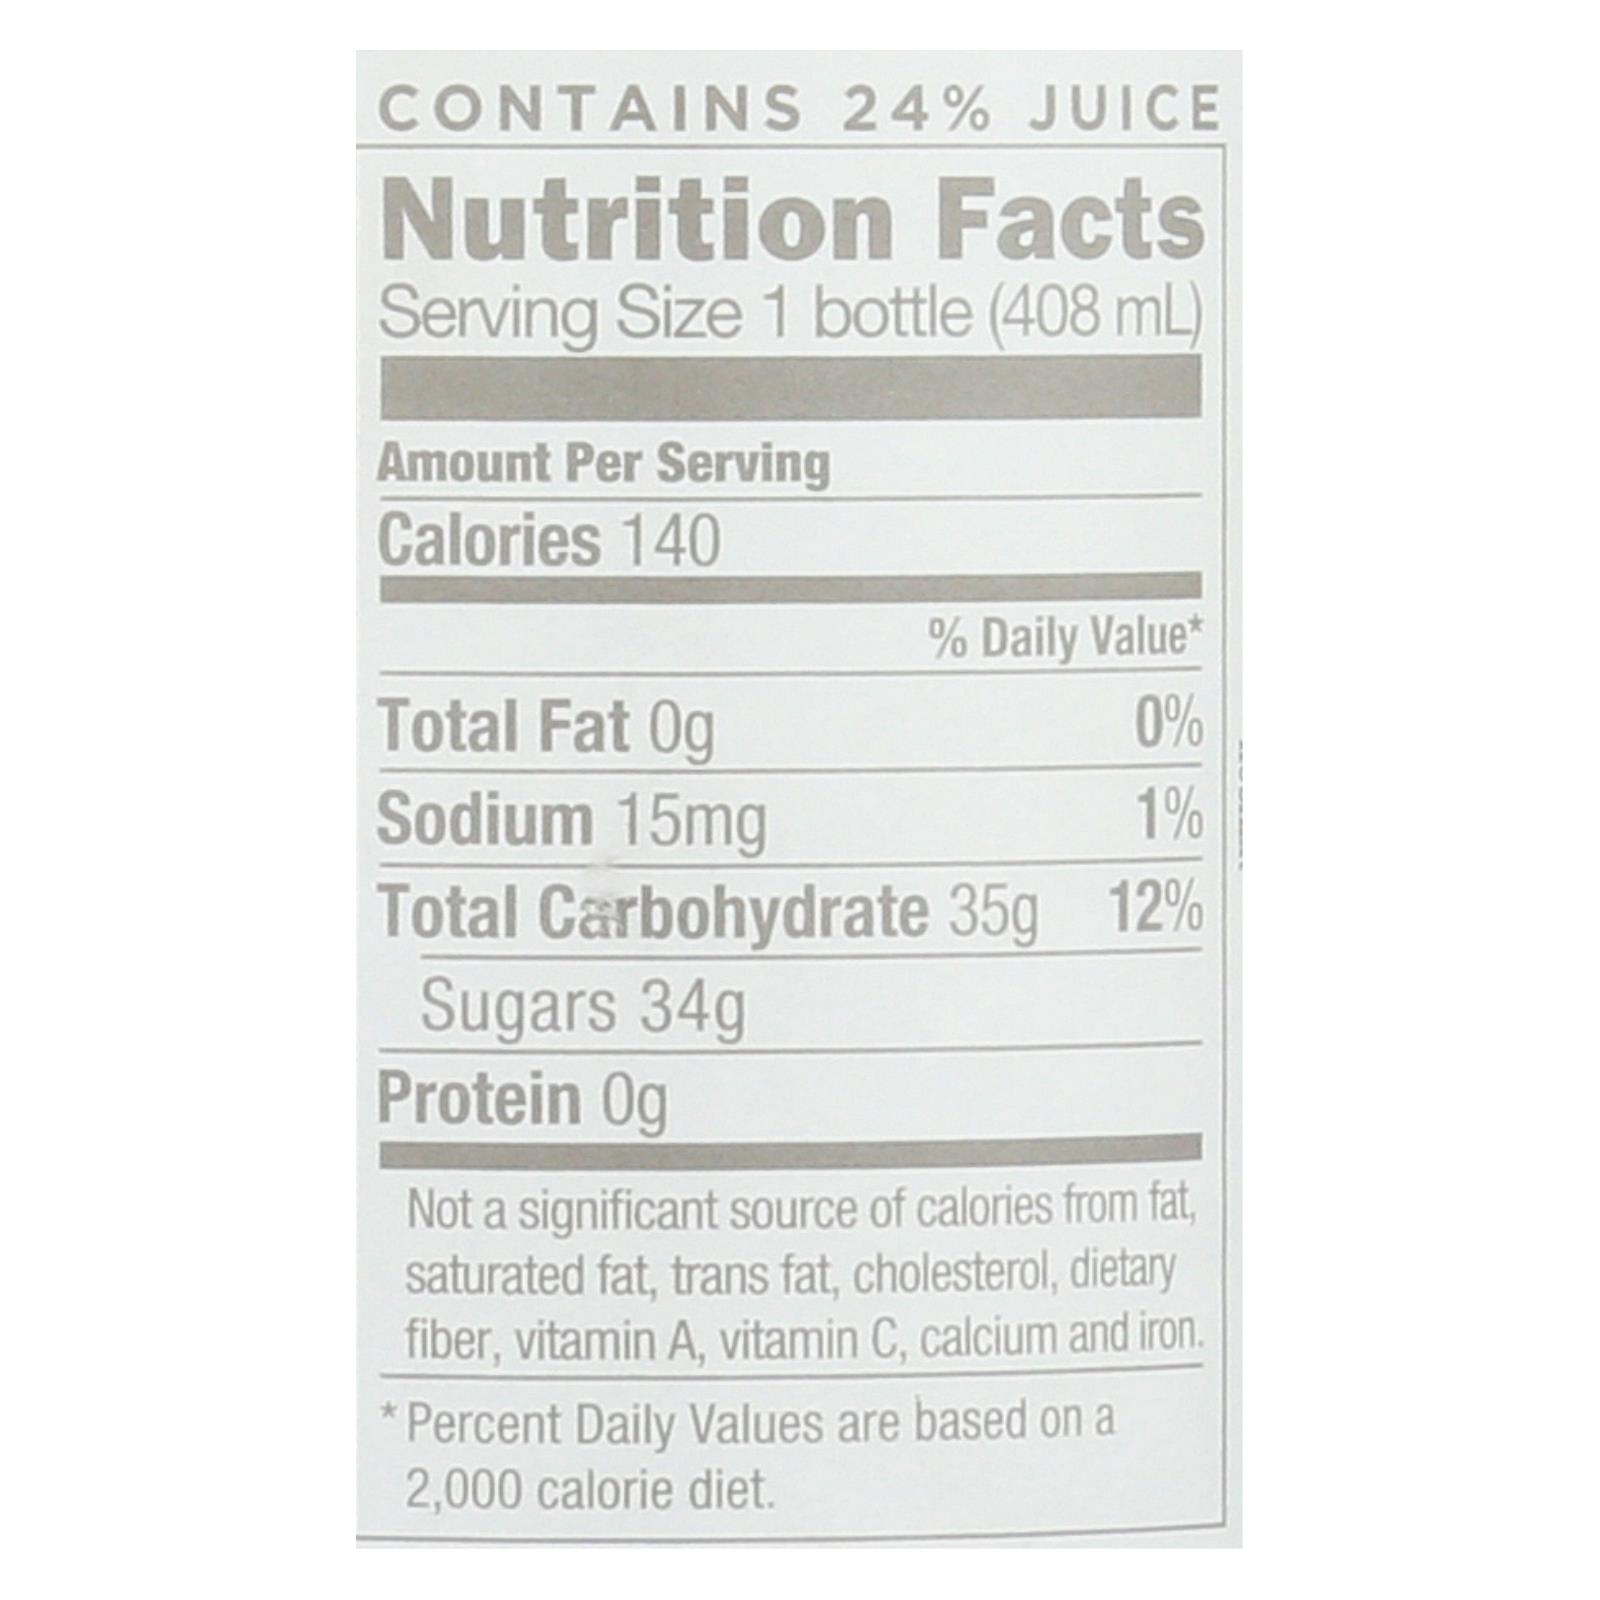 CONTAINS 24% JUICE
Nutrition Facts
Serving Size 1 bottle (408 mL)
Amount Per Serving
Calories 140
% Daily Value*
Total Fat 0g 0%
Sodium 15mg 1%
Total Carbohydrate 35g 12%
Sugars 34g
Protein 0g
Not a significant source of calories from fat,
saturated fat, trans fat, cholesterol, dietary
fiber, vitamin A, vitamin C, calcium and iron.
* Percent Daily Values are based on a
2,000 calorie diet.